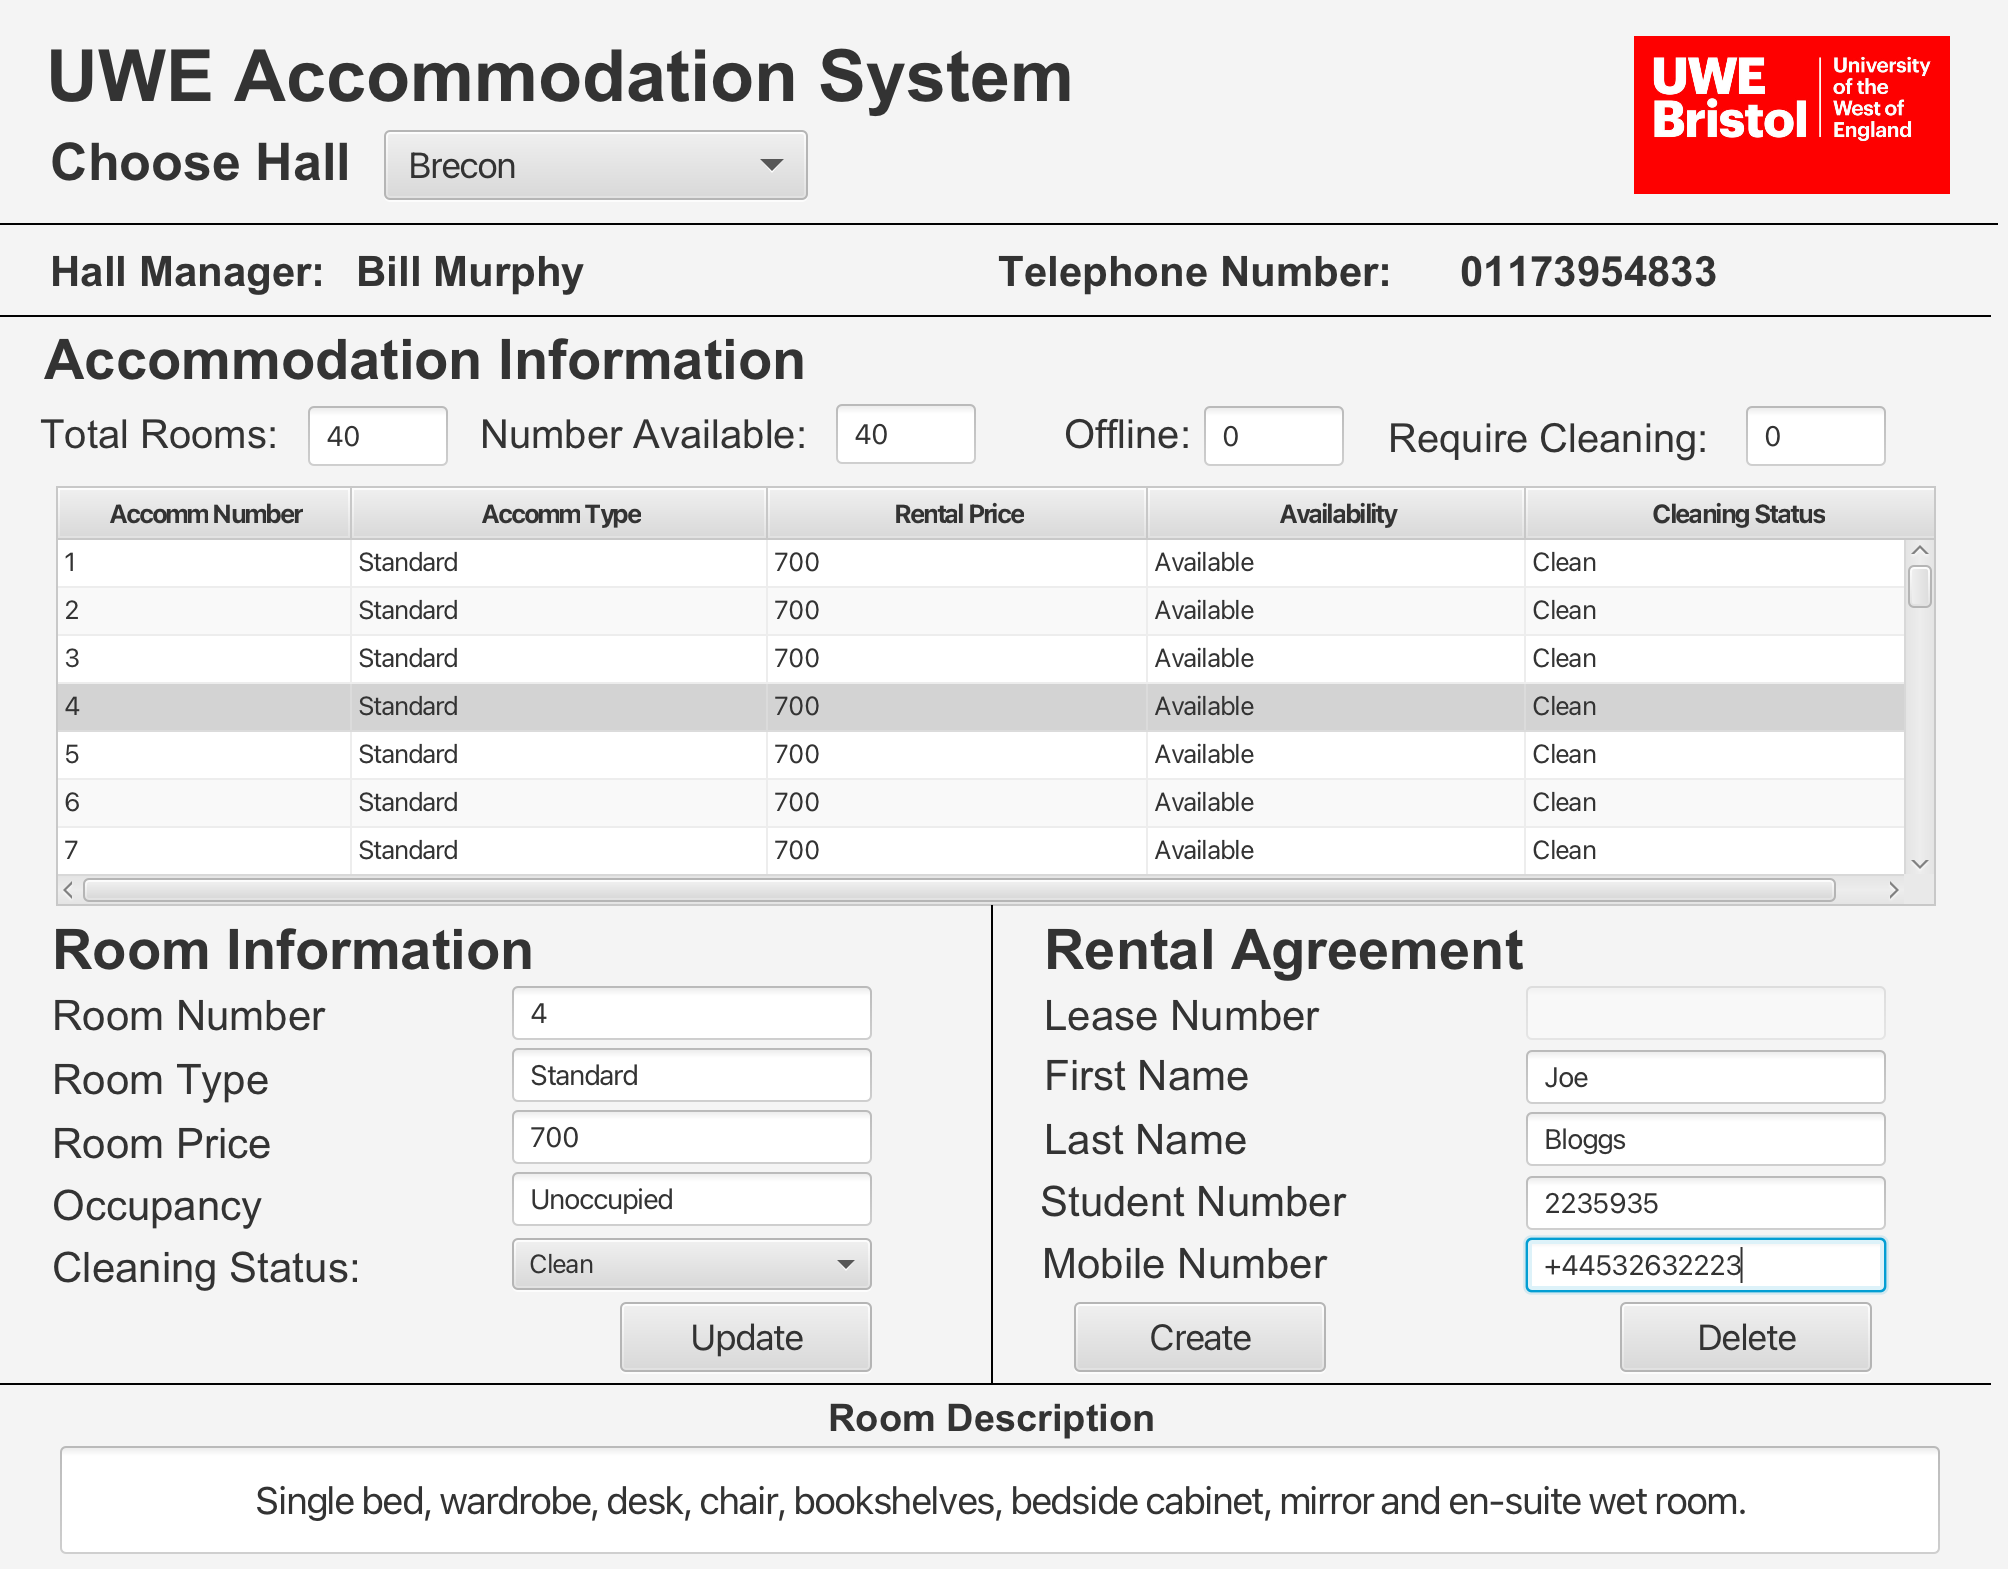 UWE Accommodation System
UWE Bristol
University of the West of England
Choose Hall Brecon
Hall Manager: Bill Murphy Telephone Number: 01173954833
Accommodation Information
Total Rooms: 40 Number Available: 40 Offline: 0 Require Cleaning: 0
Accomm Number Accomm Type Rental Price Availability Cleaning Status
1 Standard 700 Available Clean
2 Standard 700 Available Clean
3 Standard 700 Available Clean
4 Standard 700 Available Clean
5 Standard 700 Available Clean
6 Standard 700 Available Clean
7 Standard 700 Available Clean
Room Information
Room Number 4
Room Type Standard
Room Price 700
Occupancy Unoccupied
Cleaning Status: Clean
Update
Rental Agreement
Lease Number
First Name Joe
Last Name Bloggs
Student Number 2235935
Mobile Number +44532632223
Create Delete
Room Description
Single bed, wardrobe, desk, chair, bookshelves, bedside cabinet, mirror and en-suite wet room.